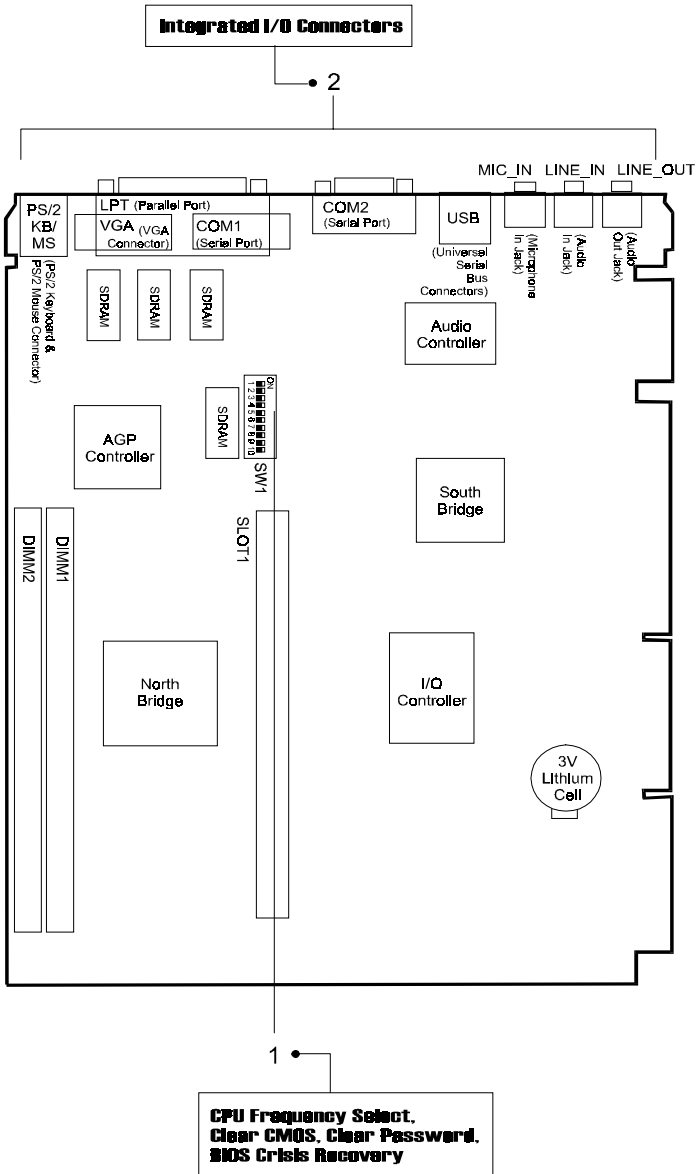 Integrated I/O Connectors
2
MIC_IN LINE_IN LINE_OUT
PS/2
KB/
MS
(PS/2 Keyboard &
PS/2 Mouse Connector)
LPT (Parallel Port)
VGA (VGA
Connector)
COM1
(Serial Port)
COM2
(Serial Port)
USB
(Universal
Serial
Bus
Connectors)
(Microphone
In Jack)
(Audio
In Jack)
(Audio
Out Jack)
SDRAM
SDRAM
SDRAM
Audio
Controller
ON
1 2 3 4 5 6 7 8 9 10
SDRAM
SW1
AGP
Controller
South
Bridge
SLOT1
DIMM2
DIMM1
North
Bridge
I/O
Controller
3V
Lithium
Cell
1
CPU Frequency Select,
Clear CMOS, Clear Password,
BIOS Crisis Recovery